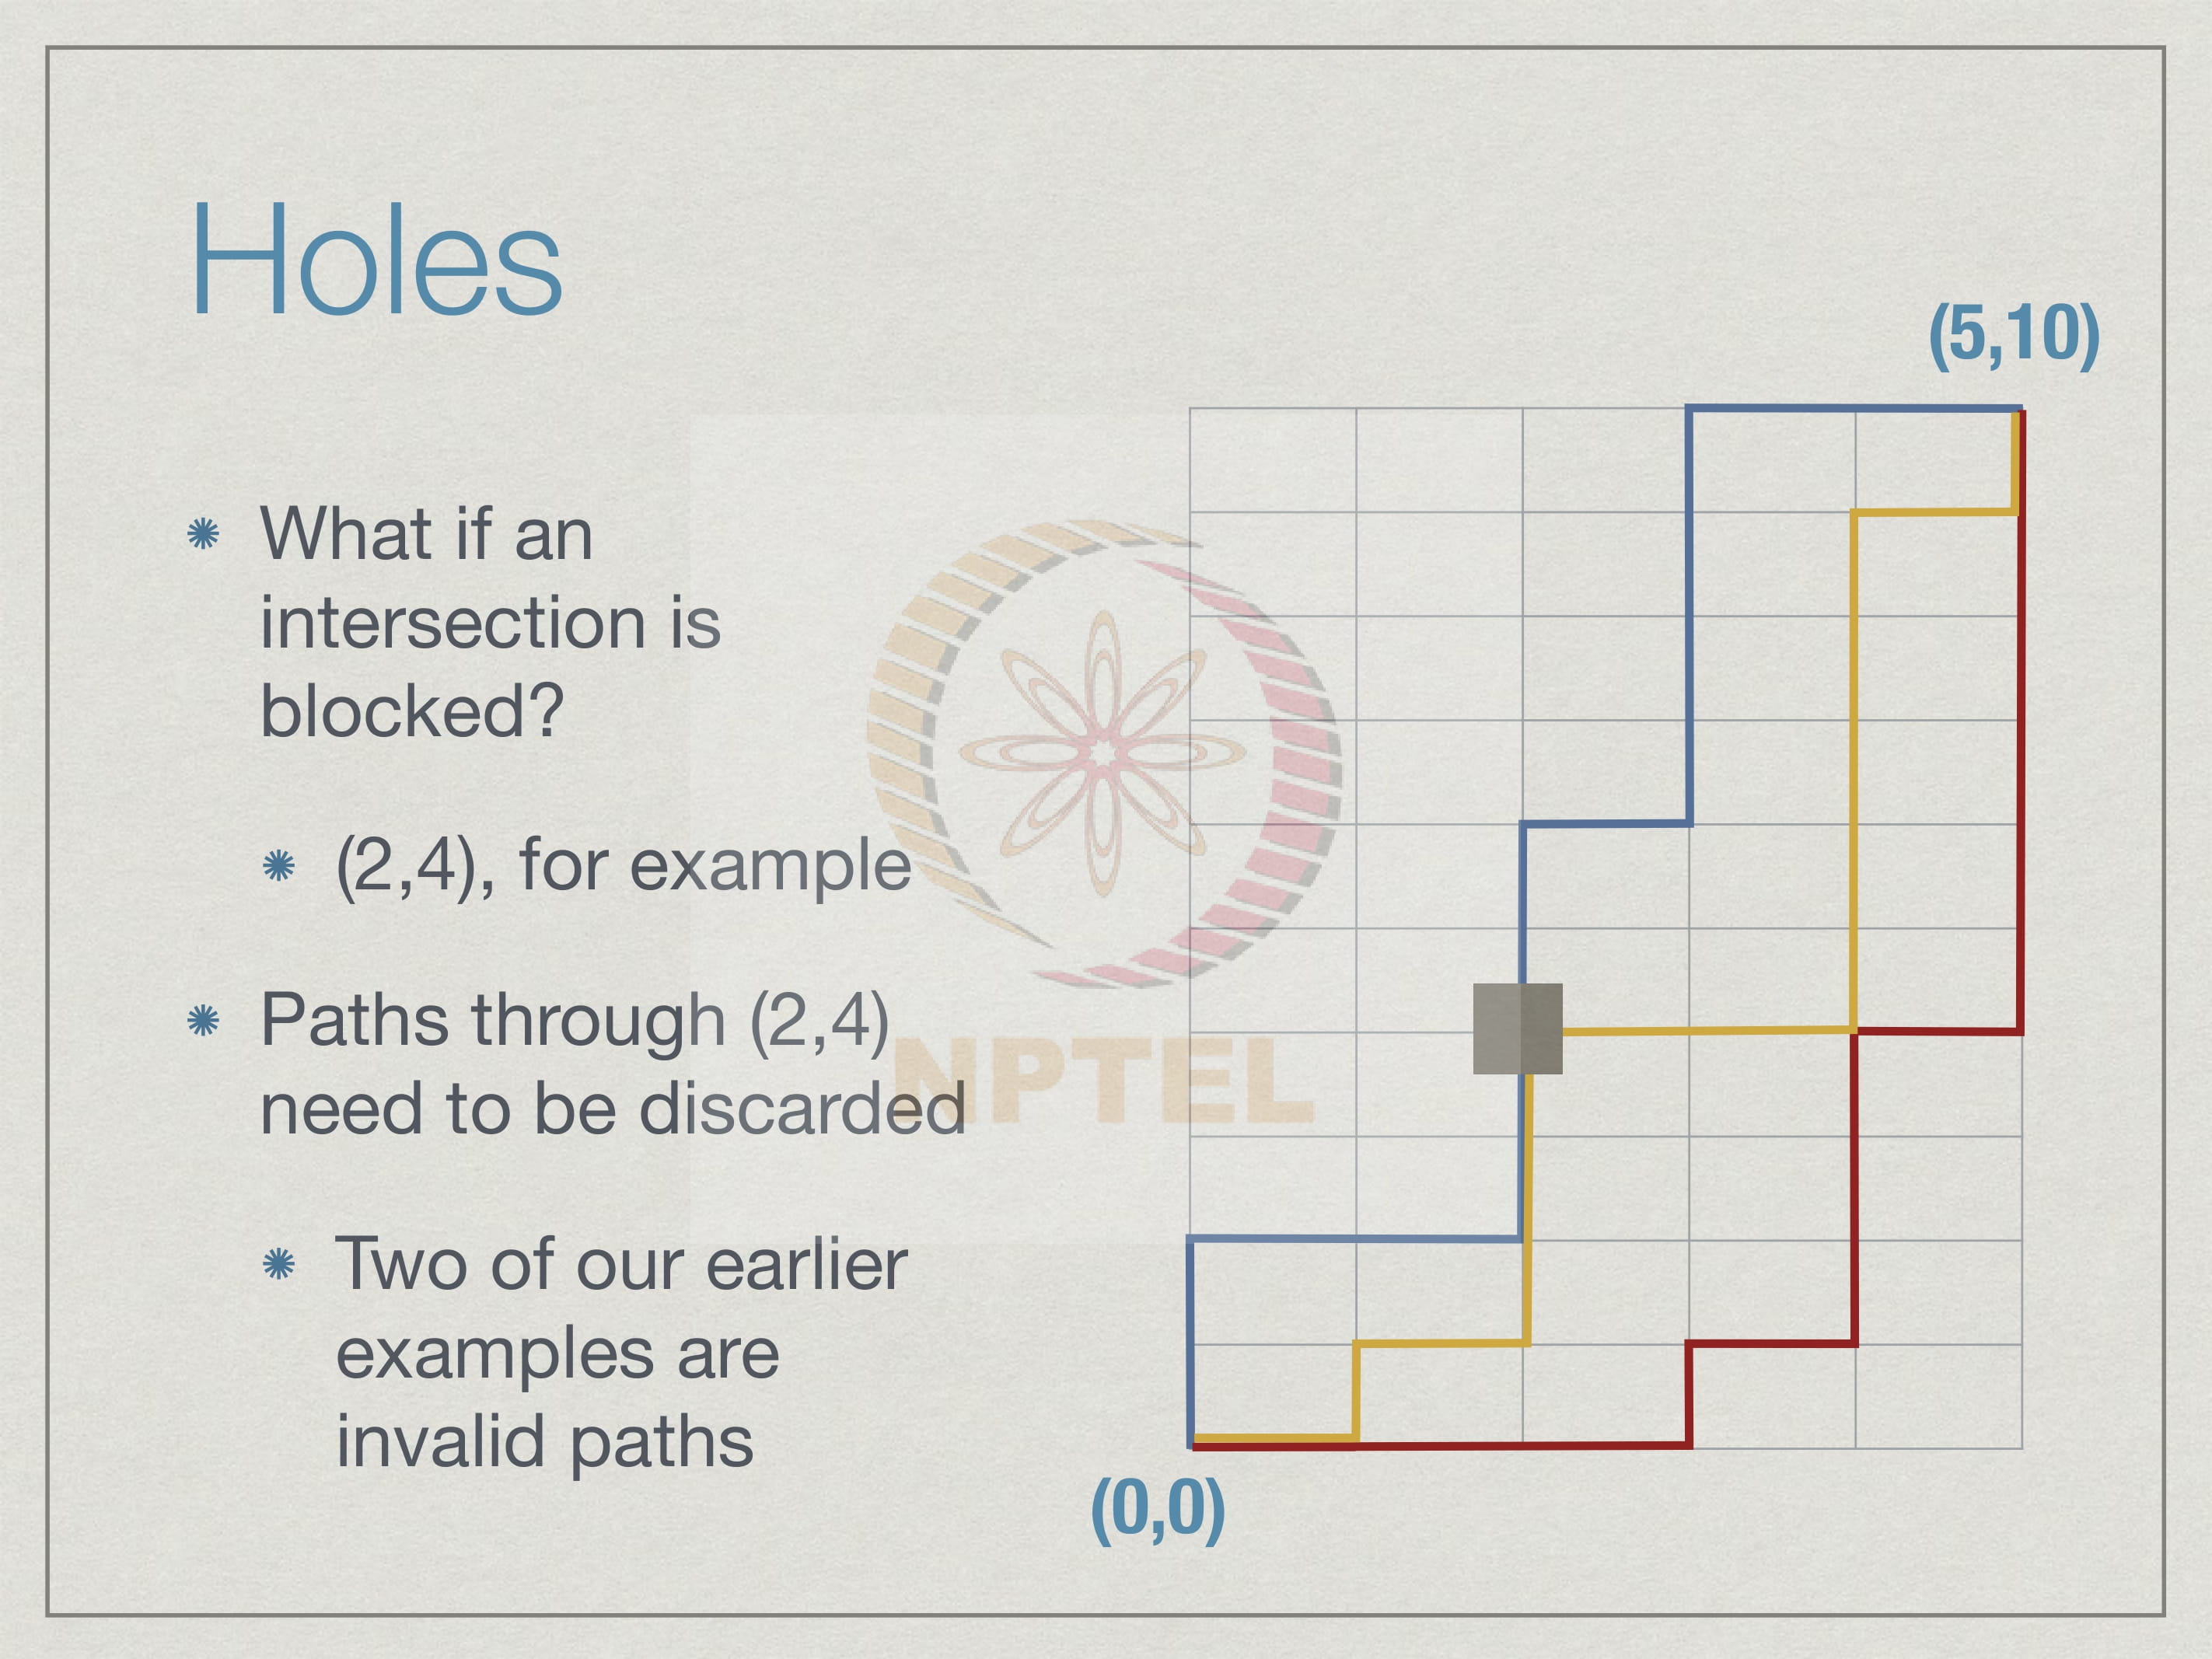 Holes
(5,10)
What if an
intersection is
blocked?
(2,4), for example
Paths through (2,4)
need to be discarded
NPTEL
Two of our earlier
examples are
invalid paths
(0,0)